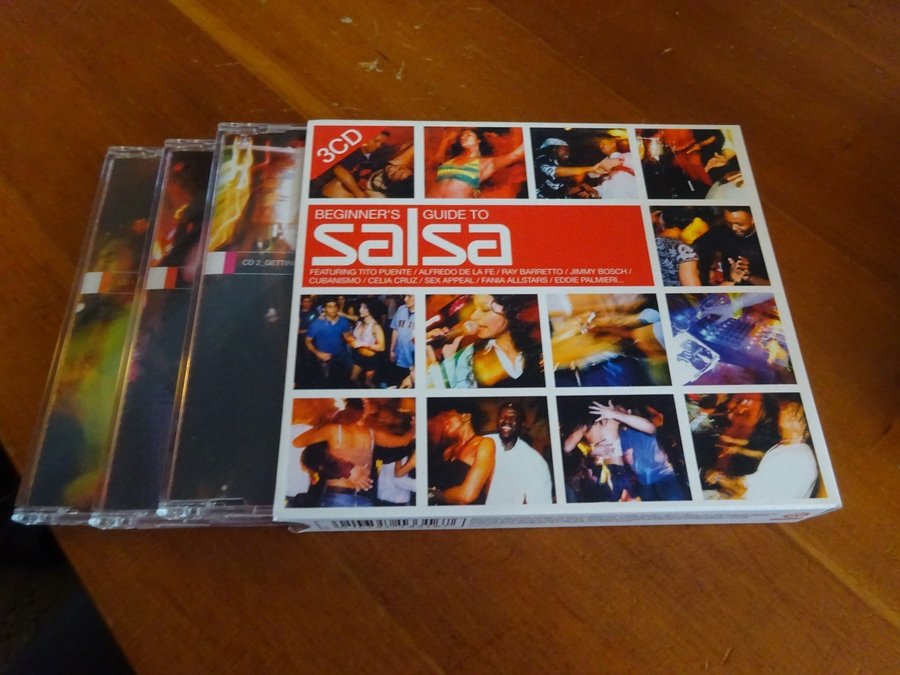 3CD
BEGINNER'S GUIDE TO
salsa
FEATURING TITO PUENTE / ALFREDO DE LA FE / RAY BARRETTO / JIMMY BOSCH /
CUBANISMO / CELIA CRUZ / SEX APPEAL / FANIA ALLSTARS / EDDIE PALMIERI...
CD 2_GETTIN